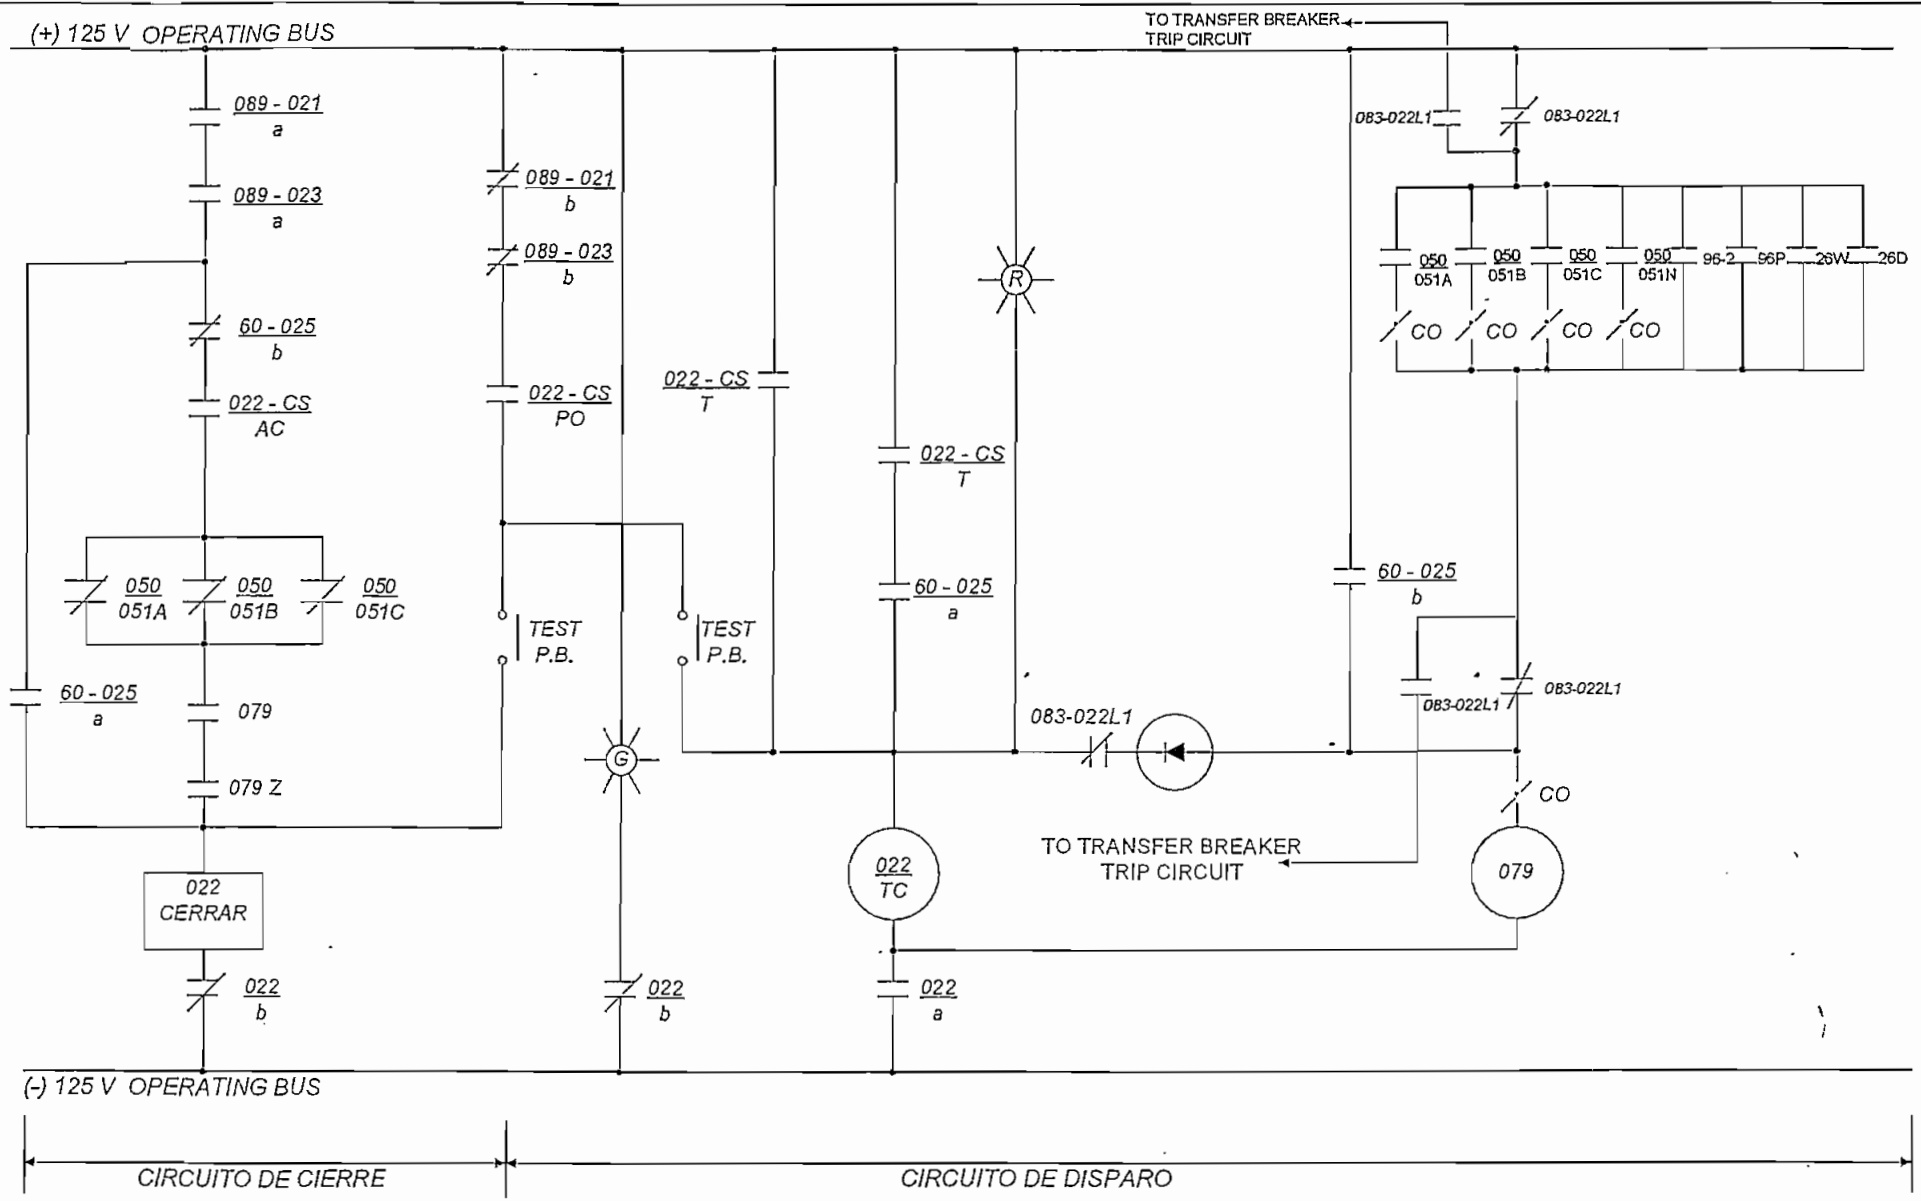 (+) 125 V OPERATING BUS
TO TRANSFER BREAKER
TRIP CIRCUIT
089 - 021
a
089 - 023
a
60 - 025
b
022 - CS
AC
050
051A
050
051B
050
051C
60 - 025
a
079
079 Z
022
CERRAR
022
b
089 - 021
b
089 - 023
b
022 - CS
PO
TEST
P.B.
TEST
P.B.
G
022
b
022 - CS
T
022 - CS
T
60 - 025
a
R
022
TC
022
a
083-022L1
60 - 025
b
083-022L1
083-022L1
050
051A
050
051B
050
051C
050
051N
96-2
96P
26W
26D
CO
CO
CO
CO
083-022L1
083-022L1
CO
079
TO TRANSFER BREAKER
TRIP CIRCUIT
(-) 125 V OPERATING BUS
CIRCUITO DE CIERRE
CIRCUITO DE DISPARO